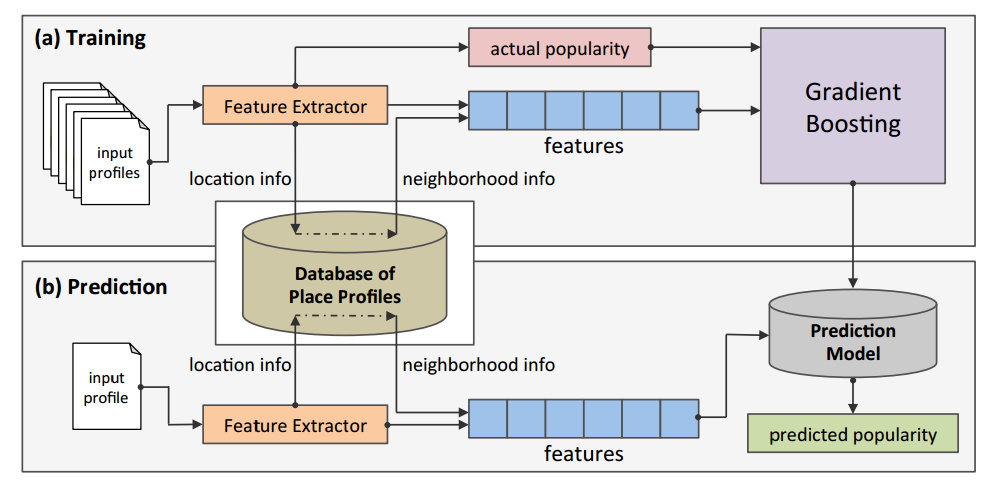 (a) Training
actual popularity
Gradient
Boosting
Feature Extractor
input
profiles
features
location info
neighborhood info
Database of
Place Profiles
(b) Prediction
Prediction
Model
location info
neighborhood info
input
profile
Feature Extractor
features
predicted popularity